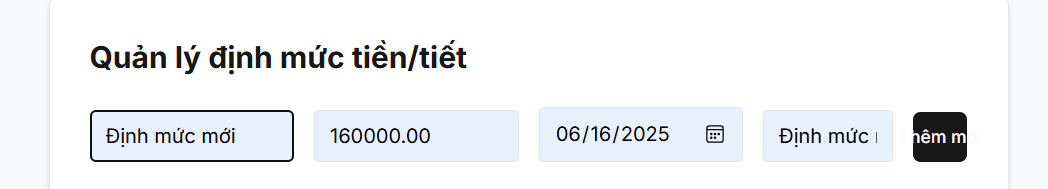 Quản lý định mức tiền/tiết
Định mức mới 160000.00 06/16/2025 Định mức Thêm m